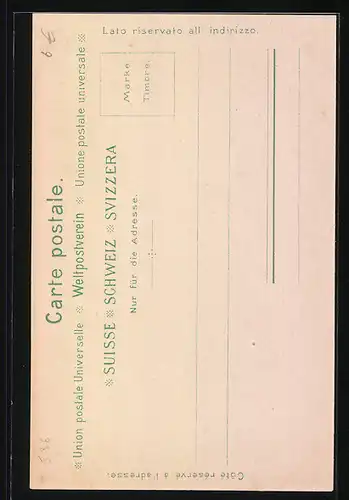 Carte postale.
※ Union postale Universelle ※ Weltpostverein ※ Unione postale universale ※
※ SUISSE ※ SCHWEIZ ※ SVIZZERA
Nur für die Adresse.
Marke
Timbre.
Lato riservato all indirizzo.
Côté réservé à l'adresse.